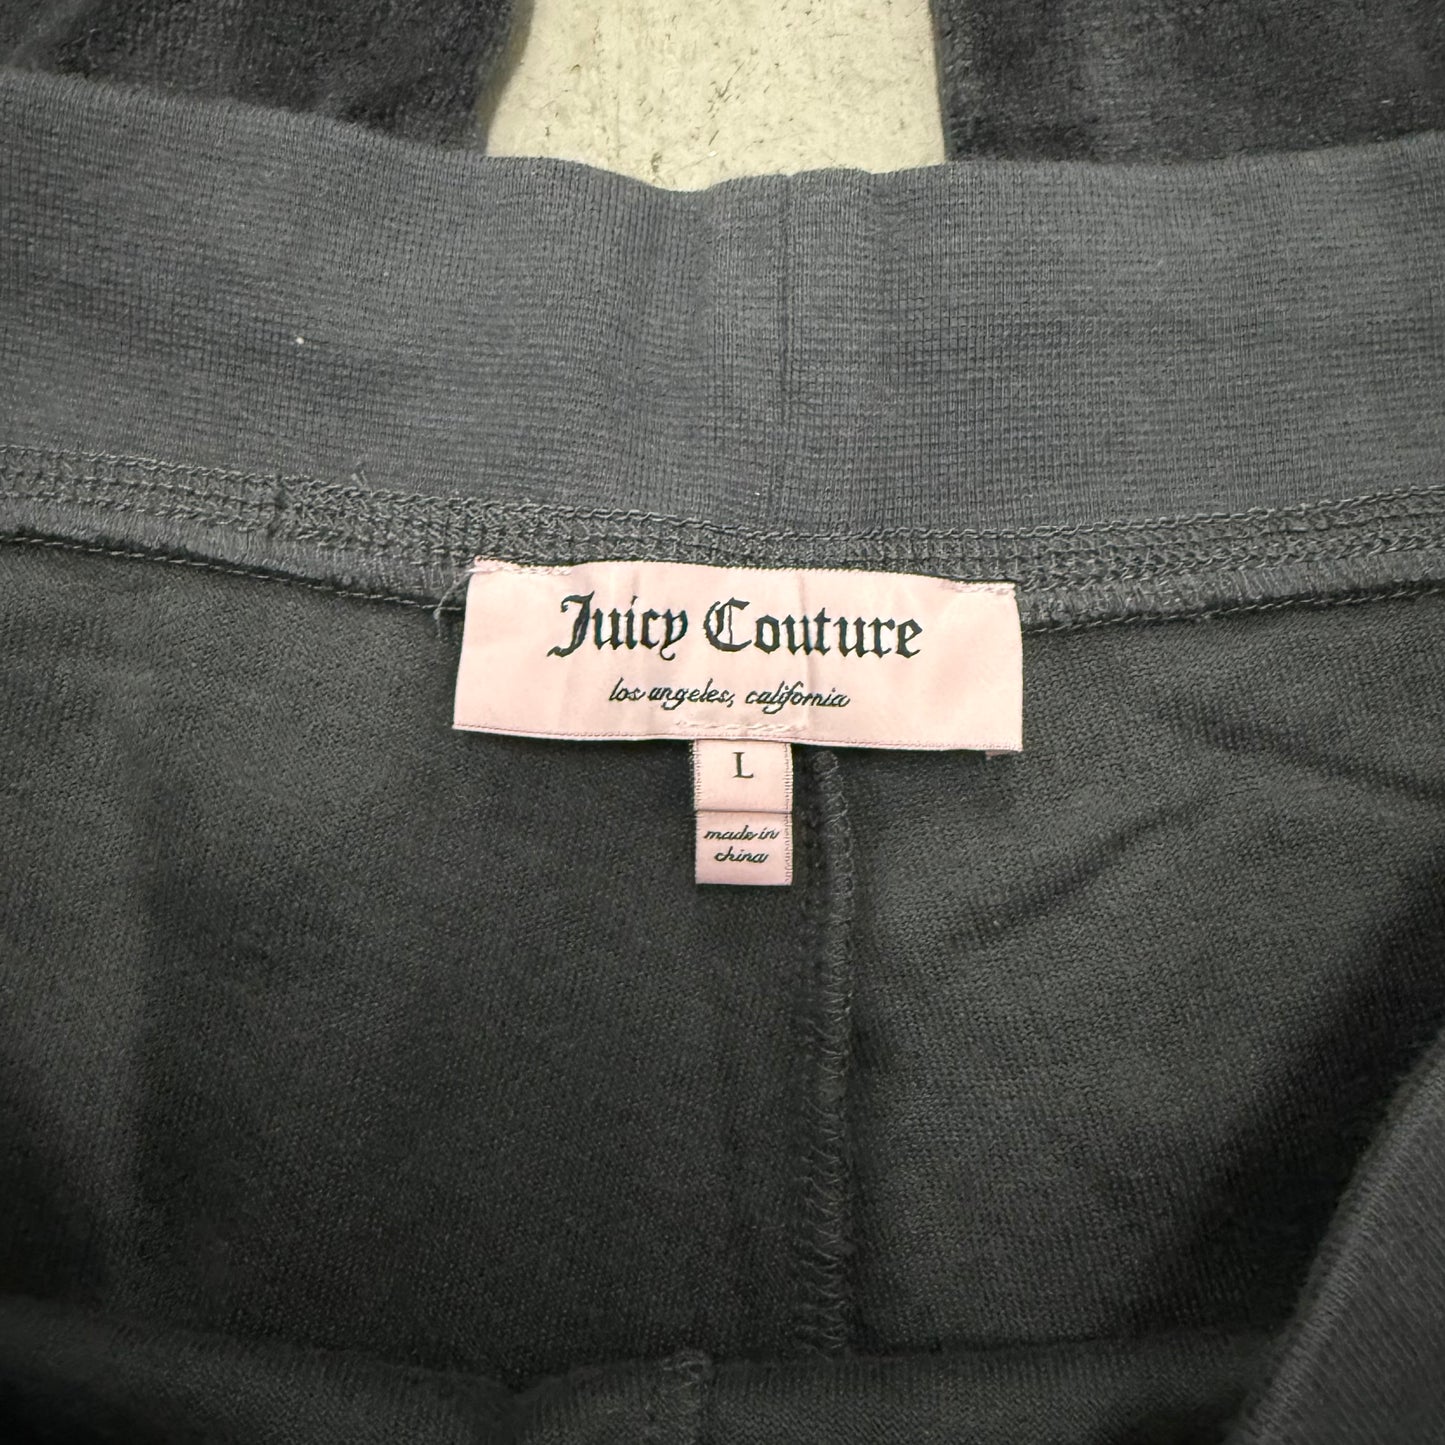 Juicy Couture
los angeles, california
L
made in
china